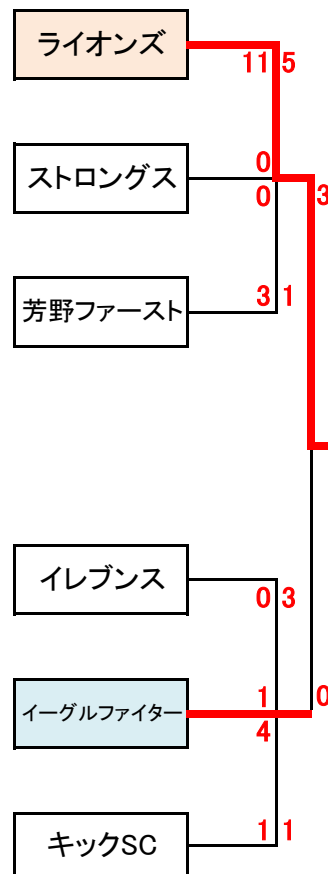 ライオンズ
11 5
0
ストロングス
0
3
芳野ファースト
3 1
イレブンス
0 3
1
イーグルファイター
0
4
キックSC
1 1